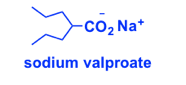 CO₂⁻ Na⁺
sodium valproate